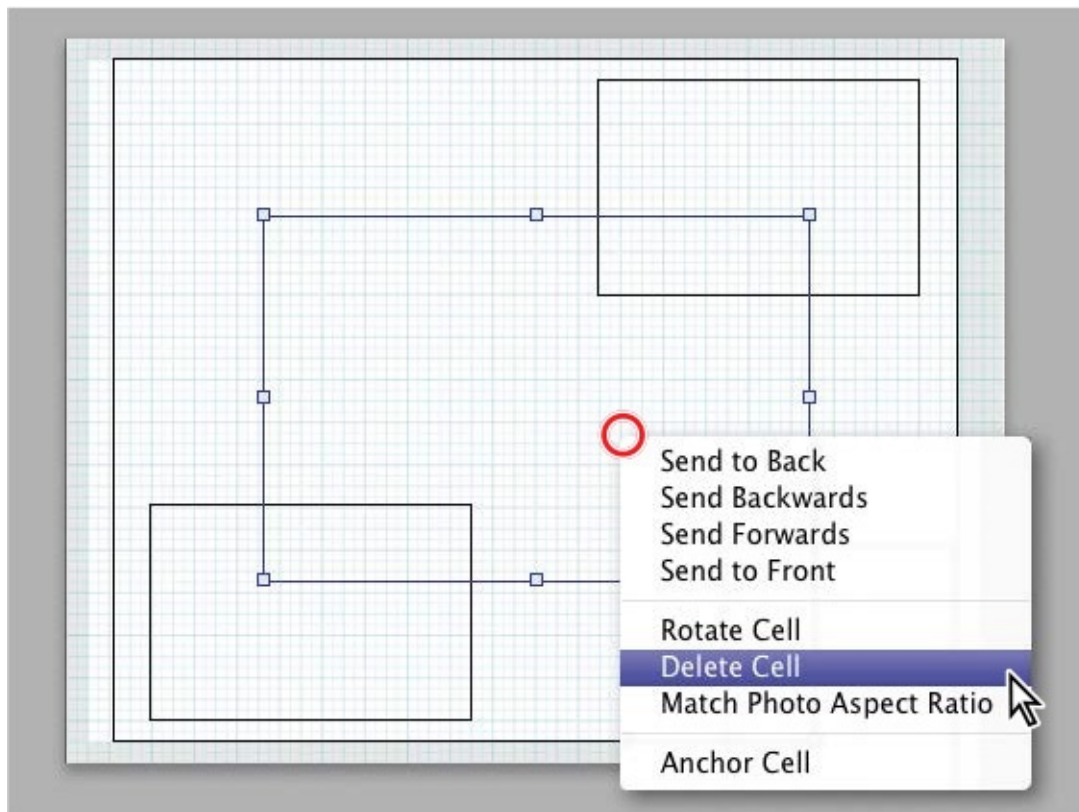 Send to Back
Send Backwards
Send Forwards
Send to Front
Rotate Cell
Delete Cell
Match Photo Aspect Ratio
Anchor Cell